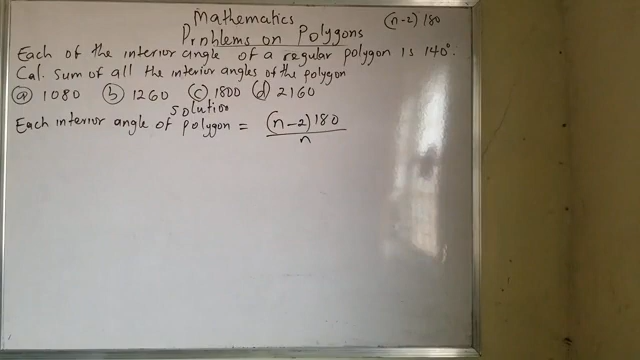 Mathematics
(n-2) 180
Problems on Polygons
Each of the interior angle of a regular polygon is 140°.
Cal. Sum of all the interior angles of the polygon
(a) 1080 (b) 1260 (c) 1800 (d) 2160
Solution
Each interior angle of polygon = (n-2) 180
n